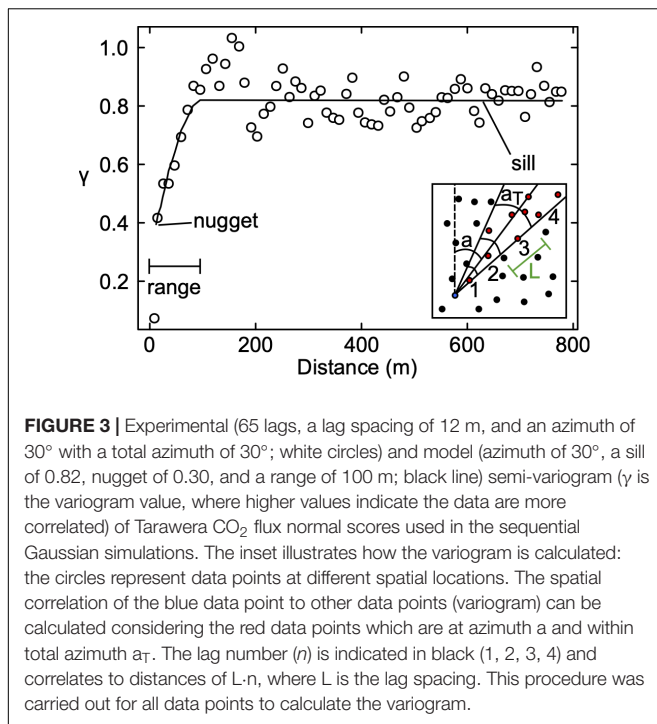 1.0
0.8
0.6
γ
0.4
0.2
nugget
range
sill
a
aT
1
2
3
4
L
0 200 400 600 800
Distance (m)
FIGURE 3 | Experimental (65 lags, a lag spacing of 12 m, and an azimuth of
30° with a total azimuth of 30°; white circles) and model (azimuth of 30°, a sill
of 0.82, nugget of 0.30, and a range of 100 m; black line) semi-variogram (γ is
the variogram value, where higher values indicate the data are more
correlated) of Tarawera CO2 flux normal scores used in the sequential
Gaussian simulations. The inset illustrates how the variogram is calculated:
the circles represent data points at different spatial locations. The spatial
correlation of the blue data point to other data points (variogram) can be
calculated considering the red data points which are at azimuth a and within
total azimuth aT. The lag number (n) is indicated in black (1, 2, 3, 4) and
correlates to distances of L·n, where L is the lag spacing. This procedure was
carried out for all data points to calculate the variogram.